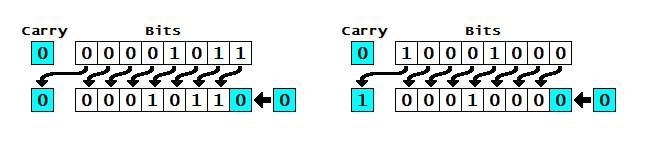 Carry Bits Carry Bits
0 0 0 0 0 1 0 1 1 0 1 0 0 0 1 0 0 0
0 0 0 0 1 0 1 1 0 0 1 0 0 0 1 0 0 0 0 0